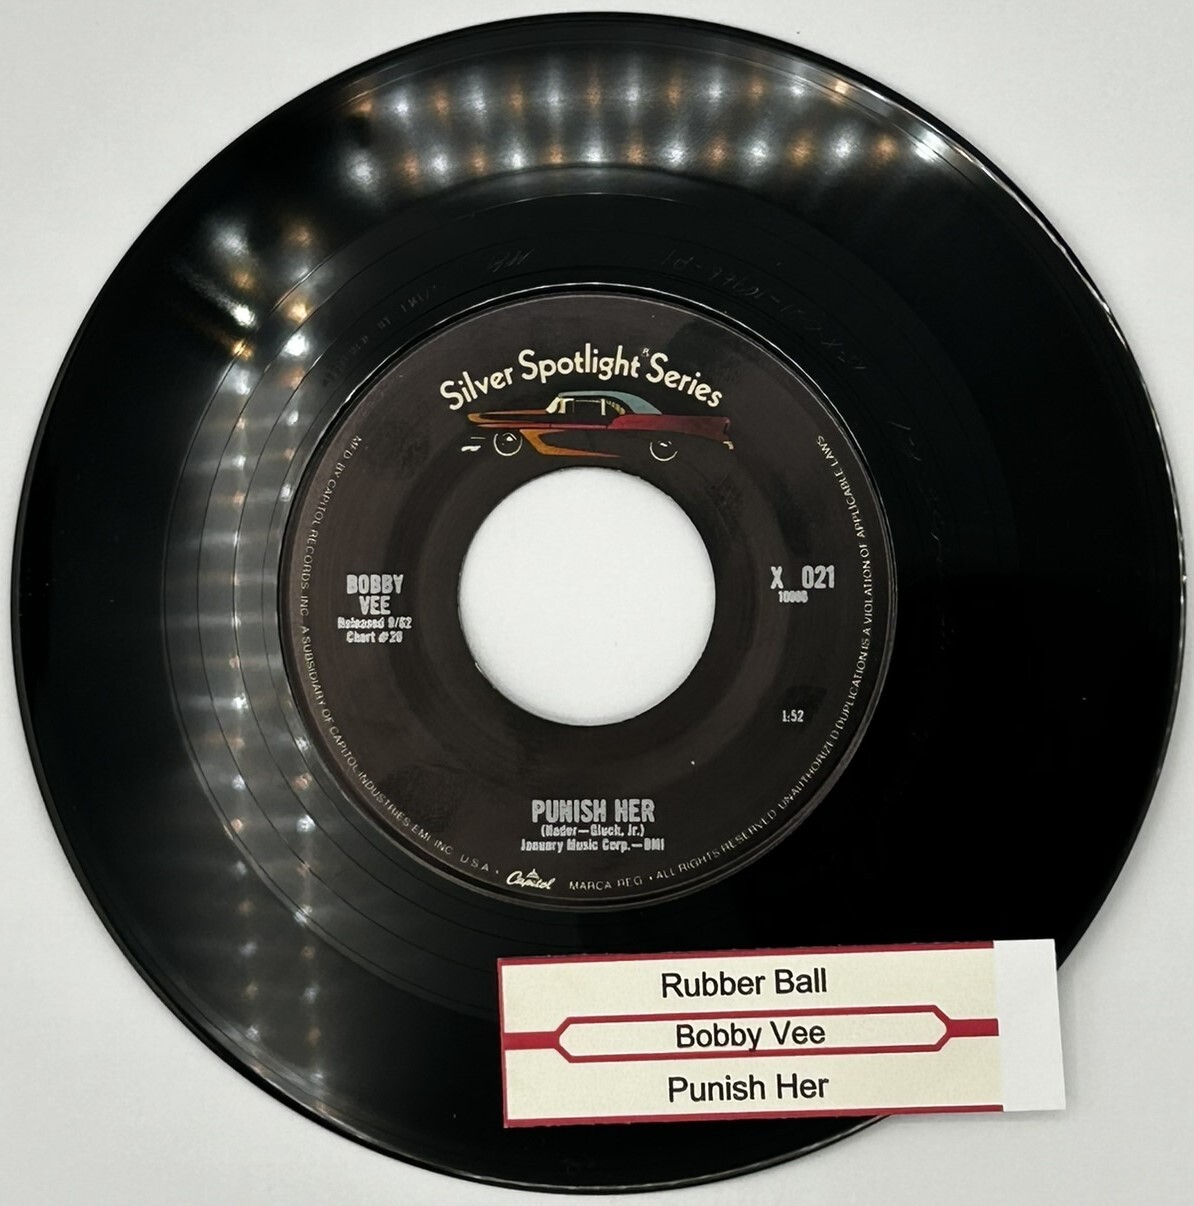 Silver Spotlight® Series
MFD BY CAPITOL RECORDS, INC. A SUBSIDIARY OF CAPITOL INDUSTRIES EMI, INC U.S.A. •
Capitol
MARCA REG • ALL RIGHTS RESERVED UNAUTHORIZED DUPLICATION IS A VIOLATION OF APPLICABLE LAWS
BOBBY
VEE
Released 9/62
Chart #20
X 021
1:52
PUNISH HER
(Nader—Gluck, Jr.)
January Music Corp.—BMI
Rubber Ball
Bobby Vee
Punish Her